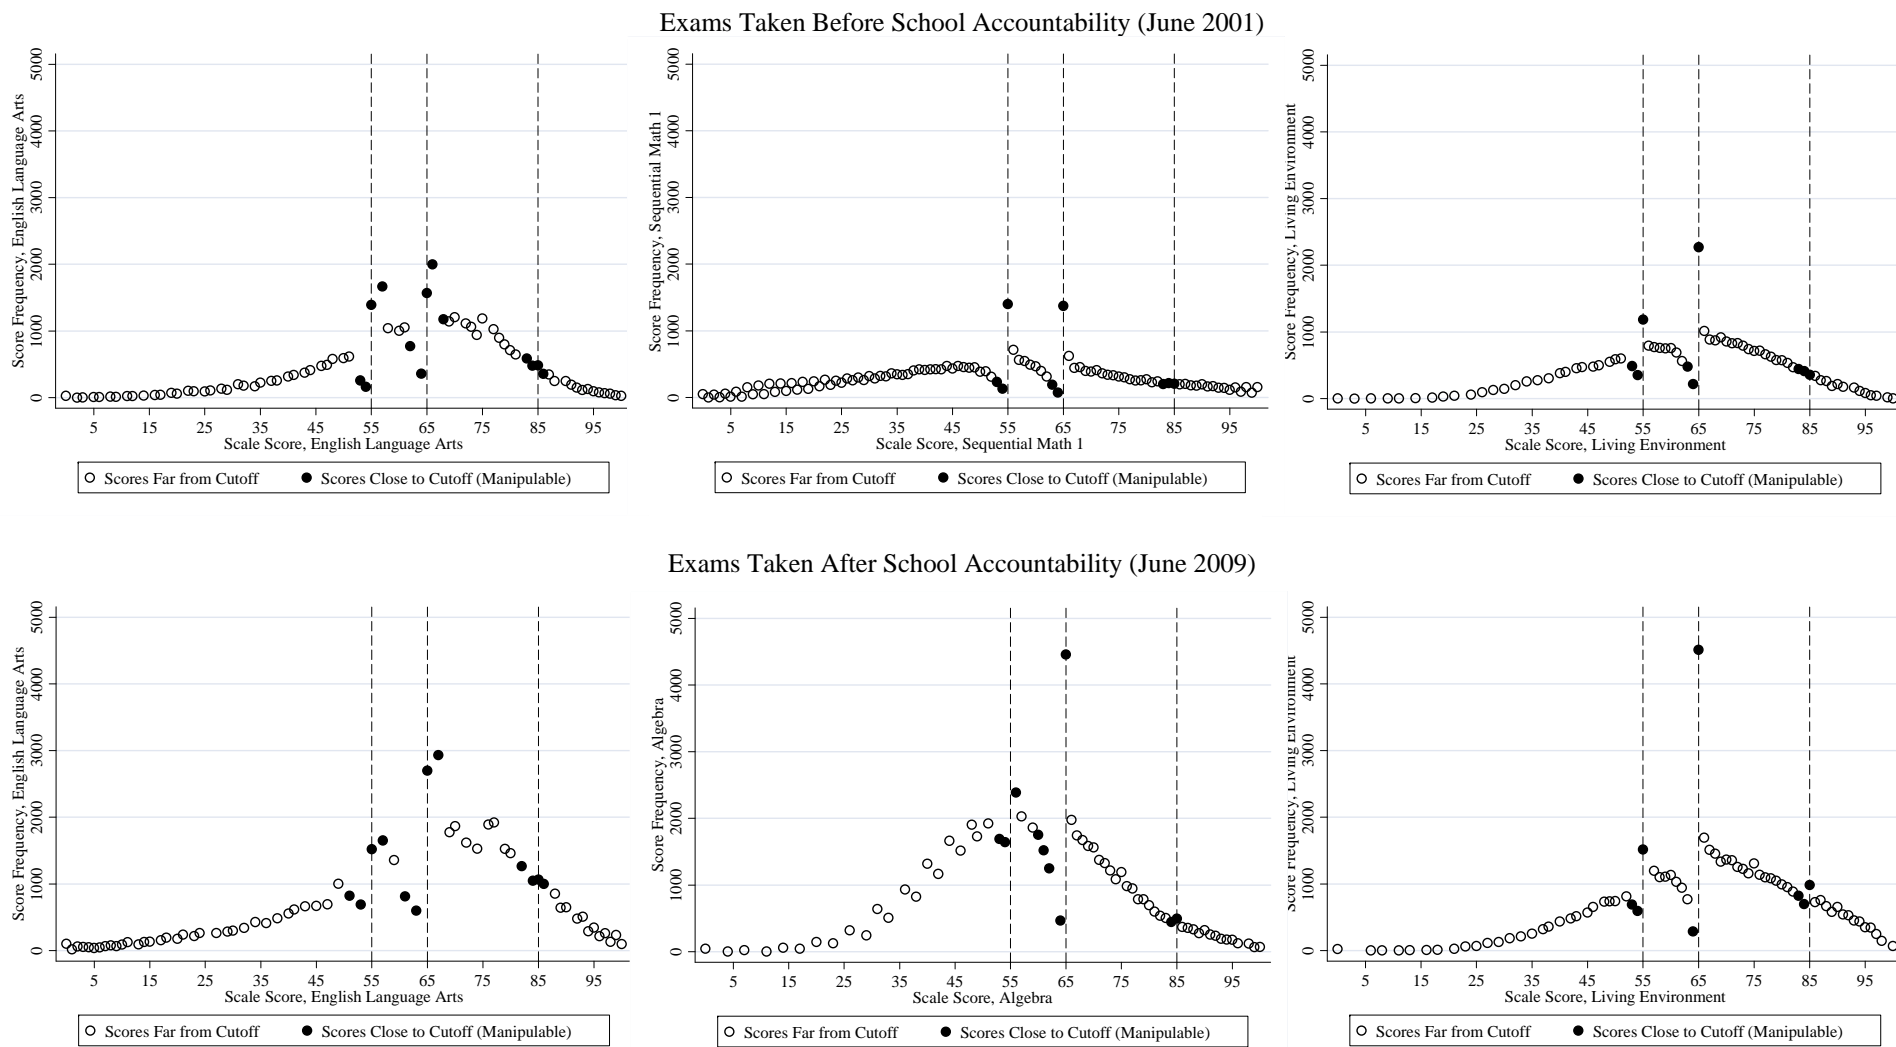 Exams Taken Before School Accountability (June 2001)
Score Frequency, English Language Arts
0 1000 2000 3000 4000 5000
5 15 25 35 45 55 65 75 85 95
Scale Score, English Language Arts
○ Scores Far from Cutoff ● Scores Close to Cutoff (Manipulable)
Score Frequency, Sequential Math 1
0 1000 2000 3000 4000 5000
5 15 25 35 45 55 65 75 85 95
Scale Score, Sequential Math 1
○ Scores Far from Cutoff ● Scores Close to Cutoff (Manipulable)
Score Frequency, Living Environment
0 1000 2000 3000 4000 5000
5 15 25 35 45 55 65 75 85 95
Scale Score, Living Environment
○ Scores Far from Cutoff ● Scores Close to Cutoff (Manipulable)
Exams Taken After School Accountability (June 2009)
Score Frequency, English Language Arts
0 1000 2000 3000 4000 5000
5 15 25 35 45 55 65 75 85 95
Scale Score, English Language Arts
○ Scores Far from Cutoff ● Scores Close to Cutoff (Manipulable)
Score Frequency, Algebra
0 1000 2000 3000 4000 5000
5 15 25 35 45 55 65 75 85 95
Scale Score, Algebra
○ Scores Far from Cutoff ● Scores Close to Cutoff (Manipulable)
Score Frequency, Living Environment
0 1000 2000 3000 4000 5000
5 15 25 35 45 55 65 75 85 95
Scale Score, Living Environment
○ Scores Far from Cutoff ● Scores Close to Cutoff (Manipulable)